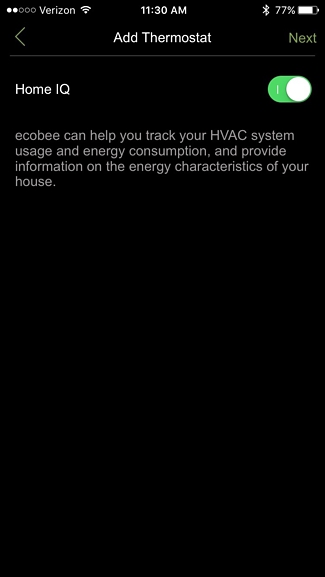 Verizon 11:30 AM 77%
Add Thermostat Next
Home IQ
ecobee can help you track your HVAC system
usage and energy consumption, and provide
information on the energy characteristics of your
house.